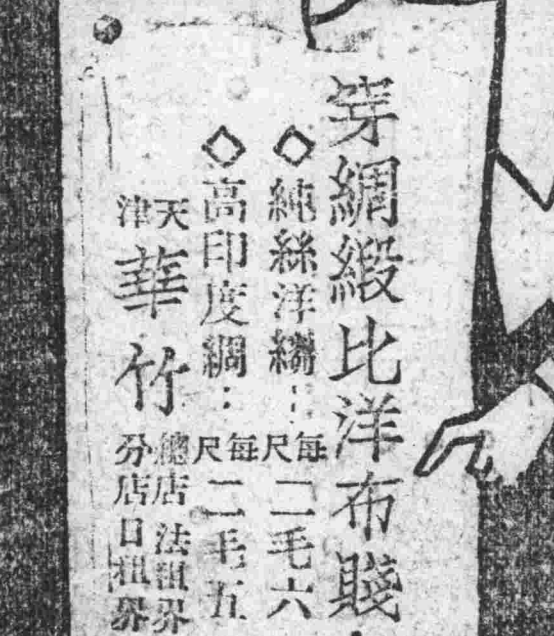 穿綢緞比洋布賤
◇純絲洋縐：每尺二毛六
◇高印度綢：每尺二毛五
天津 華竹 總店法租界
分店日租界